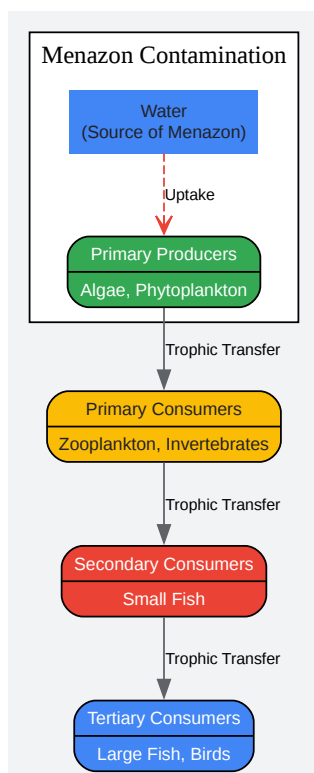 Menazon Contamination
Water
(Source of Menazon)
Uptake
Primary Producers
Algae, Phytoplankton
Trophic Transfer
Primary Consumers
Zooplankton, Invertebrates
Trophic Transfer
Secondary Consumers
Small Fish
Trophic Transfer
Tertiary Consumers
Large Fish, Birds